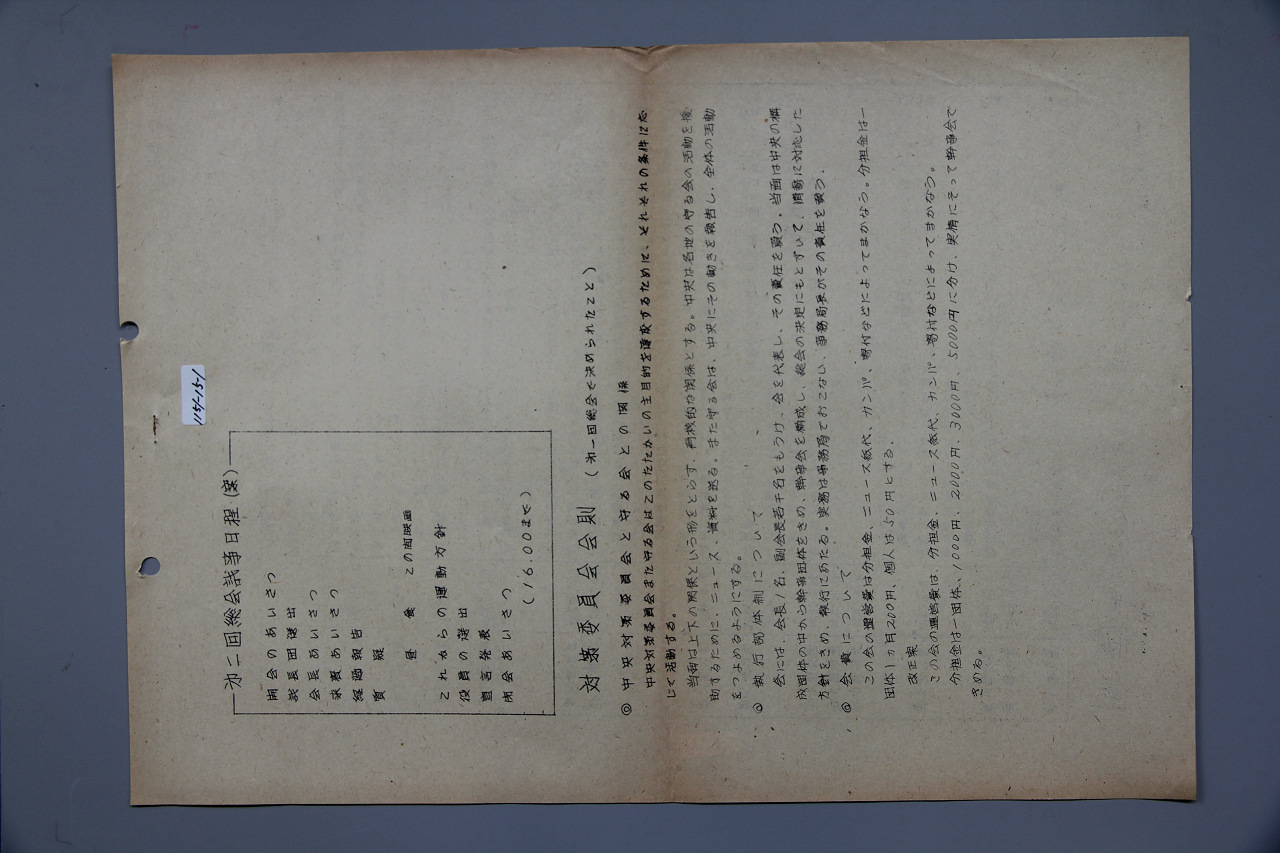 第二回総会議事日程(案)
開会のあいさつ
議長団選出
会長あいさつ
来賓あいさつ
経過報告
質疑
昼食 この間映画
これからの運動方針
役員の選出
宣言発表
閉会あいさつ
(16.00まで)
対策委員会会則 (第一回総会で決められたこと)
◎ 中央対策委員会と守る会との関係
中央対策委員会また守る会はこのたたかいの主目的を達成するために、それぞれの条件に応
じて活動する。
当面は上下の関係という形をとらず、有機的な関係とする。中央は各地の守る会の活動を援
助するために、ニュース、資料を送る。また守る会は、中央にその動きを報告し、全体の活動
をつよめるようにする。
◎ 執行部体制について
会には、会長1名、副会長若干名をもうけ、会を代表し、その責任を負う。当面は中央の構
成団体の中から幹事団体をきめ、幹事会を構成し、総会の決定にもとずいて、情勢に対応した
方針をきめ、執行にあたる。実務は事務局でおこない、事務局長がその責任を負う。
◎ 会費について
この会の運営費は分担金、ニュース紙代、カンパ、寄付などによってまかなう。分担金は一
団体1カ月200円、個人は50円とする。
改正案
この会の運営費は、分担金、ニュース紙代、カンパ、寄付などによってまかなう。
分担金は一団体、1000円、2000円、3000円、5000円に分け、実情にそって幹事会で
きめる。
115-15-1